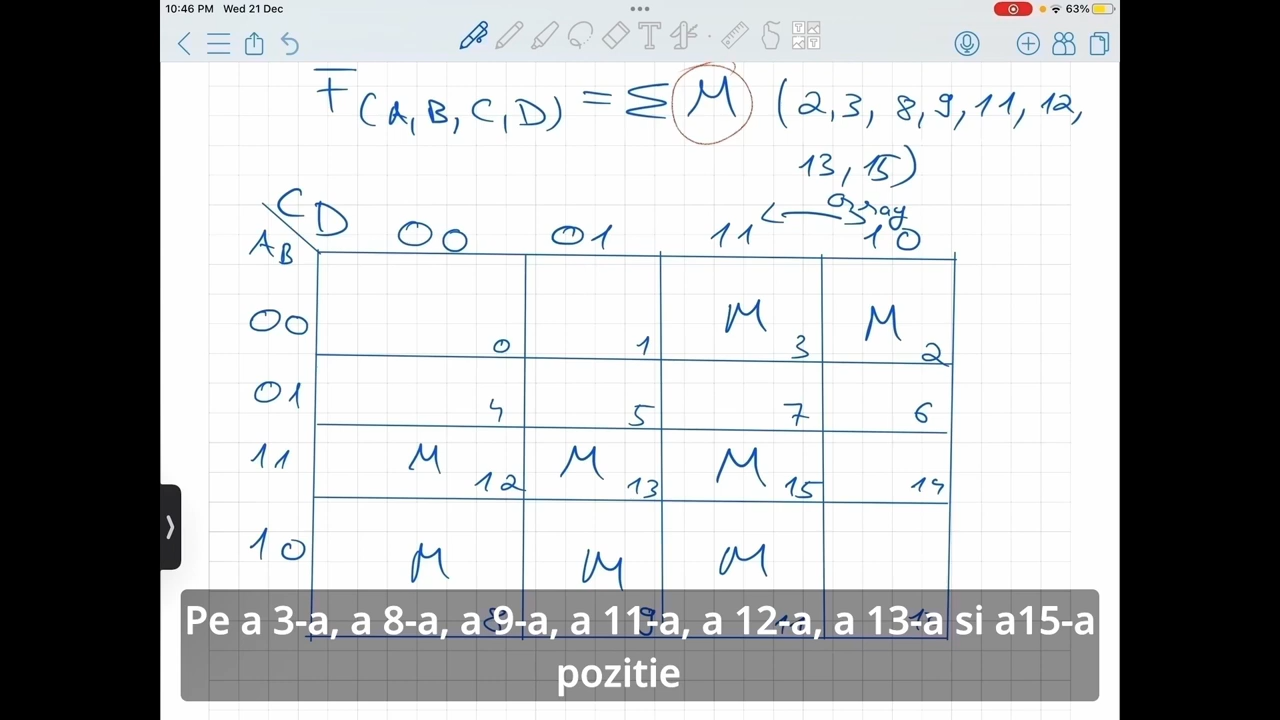 10:46 PM Wed 21 Dec
63%
F̅ (A, B, C, D) = Σ M (2, 3, 8, 9, 11, 12,
13, 15)
CD
AB
00 01 11 10
00 M M
0 1 3 2
01
4 5 7 6
11 M M M
12 13 15 14
10 M M M
8 9
Pe a 3-a, a 8-a, a 9-a, a 11-a, a 12-a, a 13-a si a15-a
pozitie